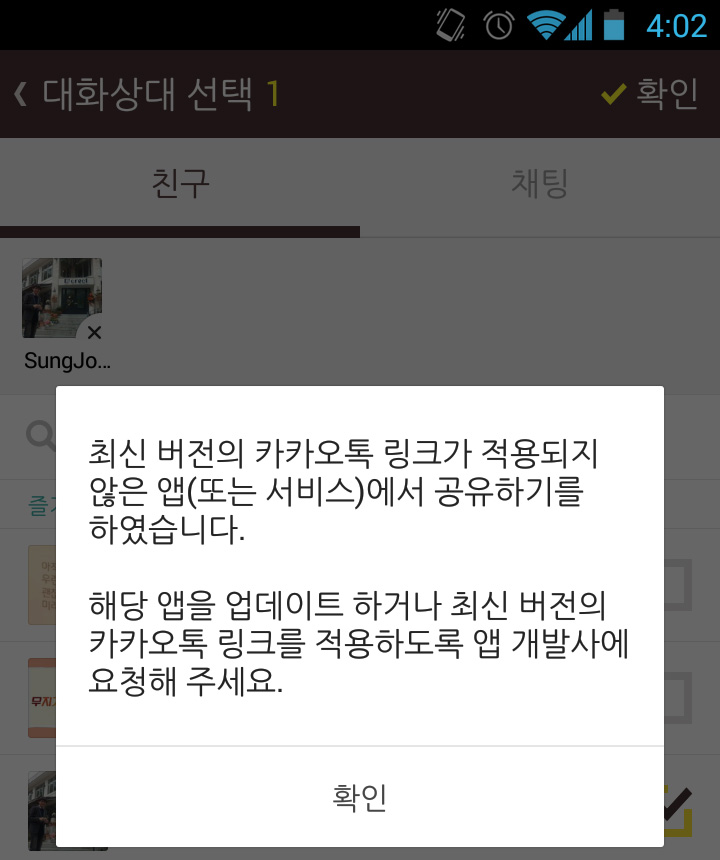 4:02
대화상대 선택 1
확인
친구
채팅
SungJo...
최신 버전의 카카오톡 링크가 적용되지
않은 앱(또는 서비스)에서 공유하기를
하였습니다.
해당 앱을 업데이트 하거나 최신 버전의
카카오톡 링크를 적용하도록 앱 개발사에
요청해 주세요.
확인